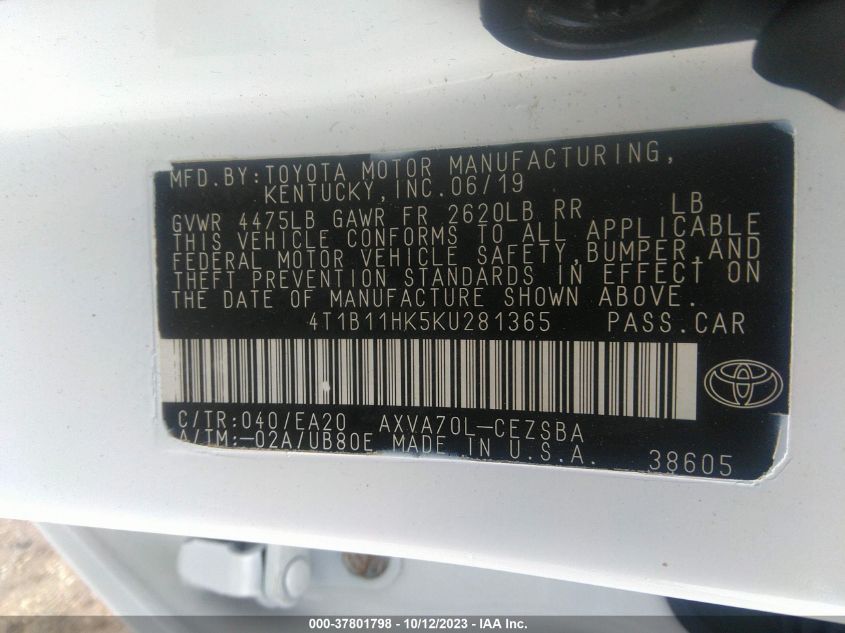 MFD.BY:TOYOTA MOTOR MANUFACTURING,
KENTUCKY,INC.06/19
GVWR 4475LB GAWR FR 2620LB RR LB
THIS VEHICLE CONFORMS TO ALL APPLICABLE
FEDERAL MOTOR VEHICLE SAFETY,BUMPER,AND
THEFT PREVENTION STANDARDS IN EFFECT ON
THE DATE OF MANUFACTURE SHOWN ABOVE.
4T1B11HK5KU281365 PASS.CAR
C/TR:040/EA20 AXVA70L-CEZSBA
A/TM:-02A/UB80E MADE IN U.S.A. 38605
000-37801798 - 10/12/2023 - IAA Inc.